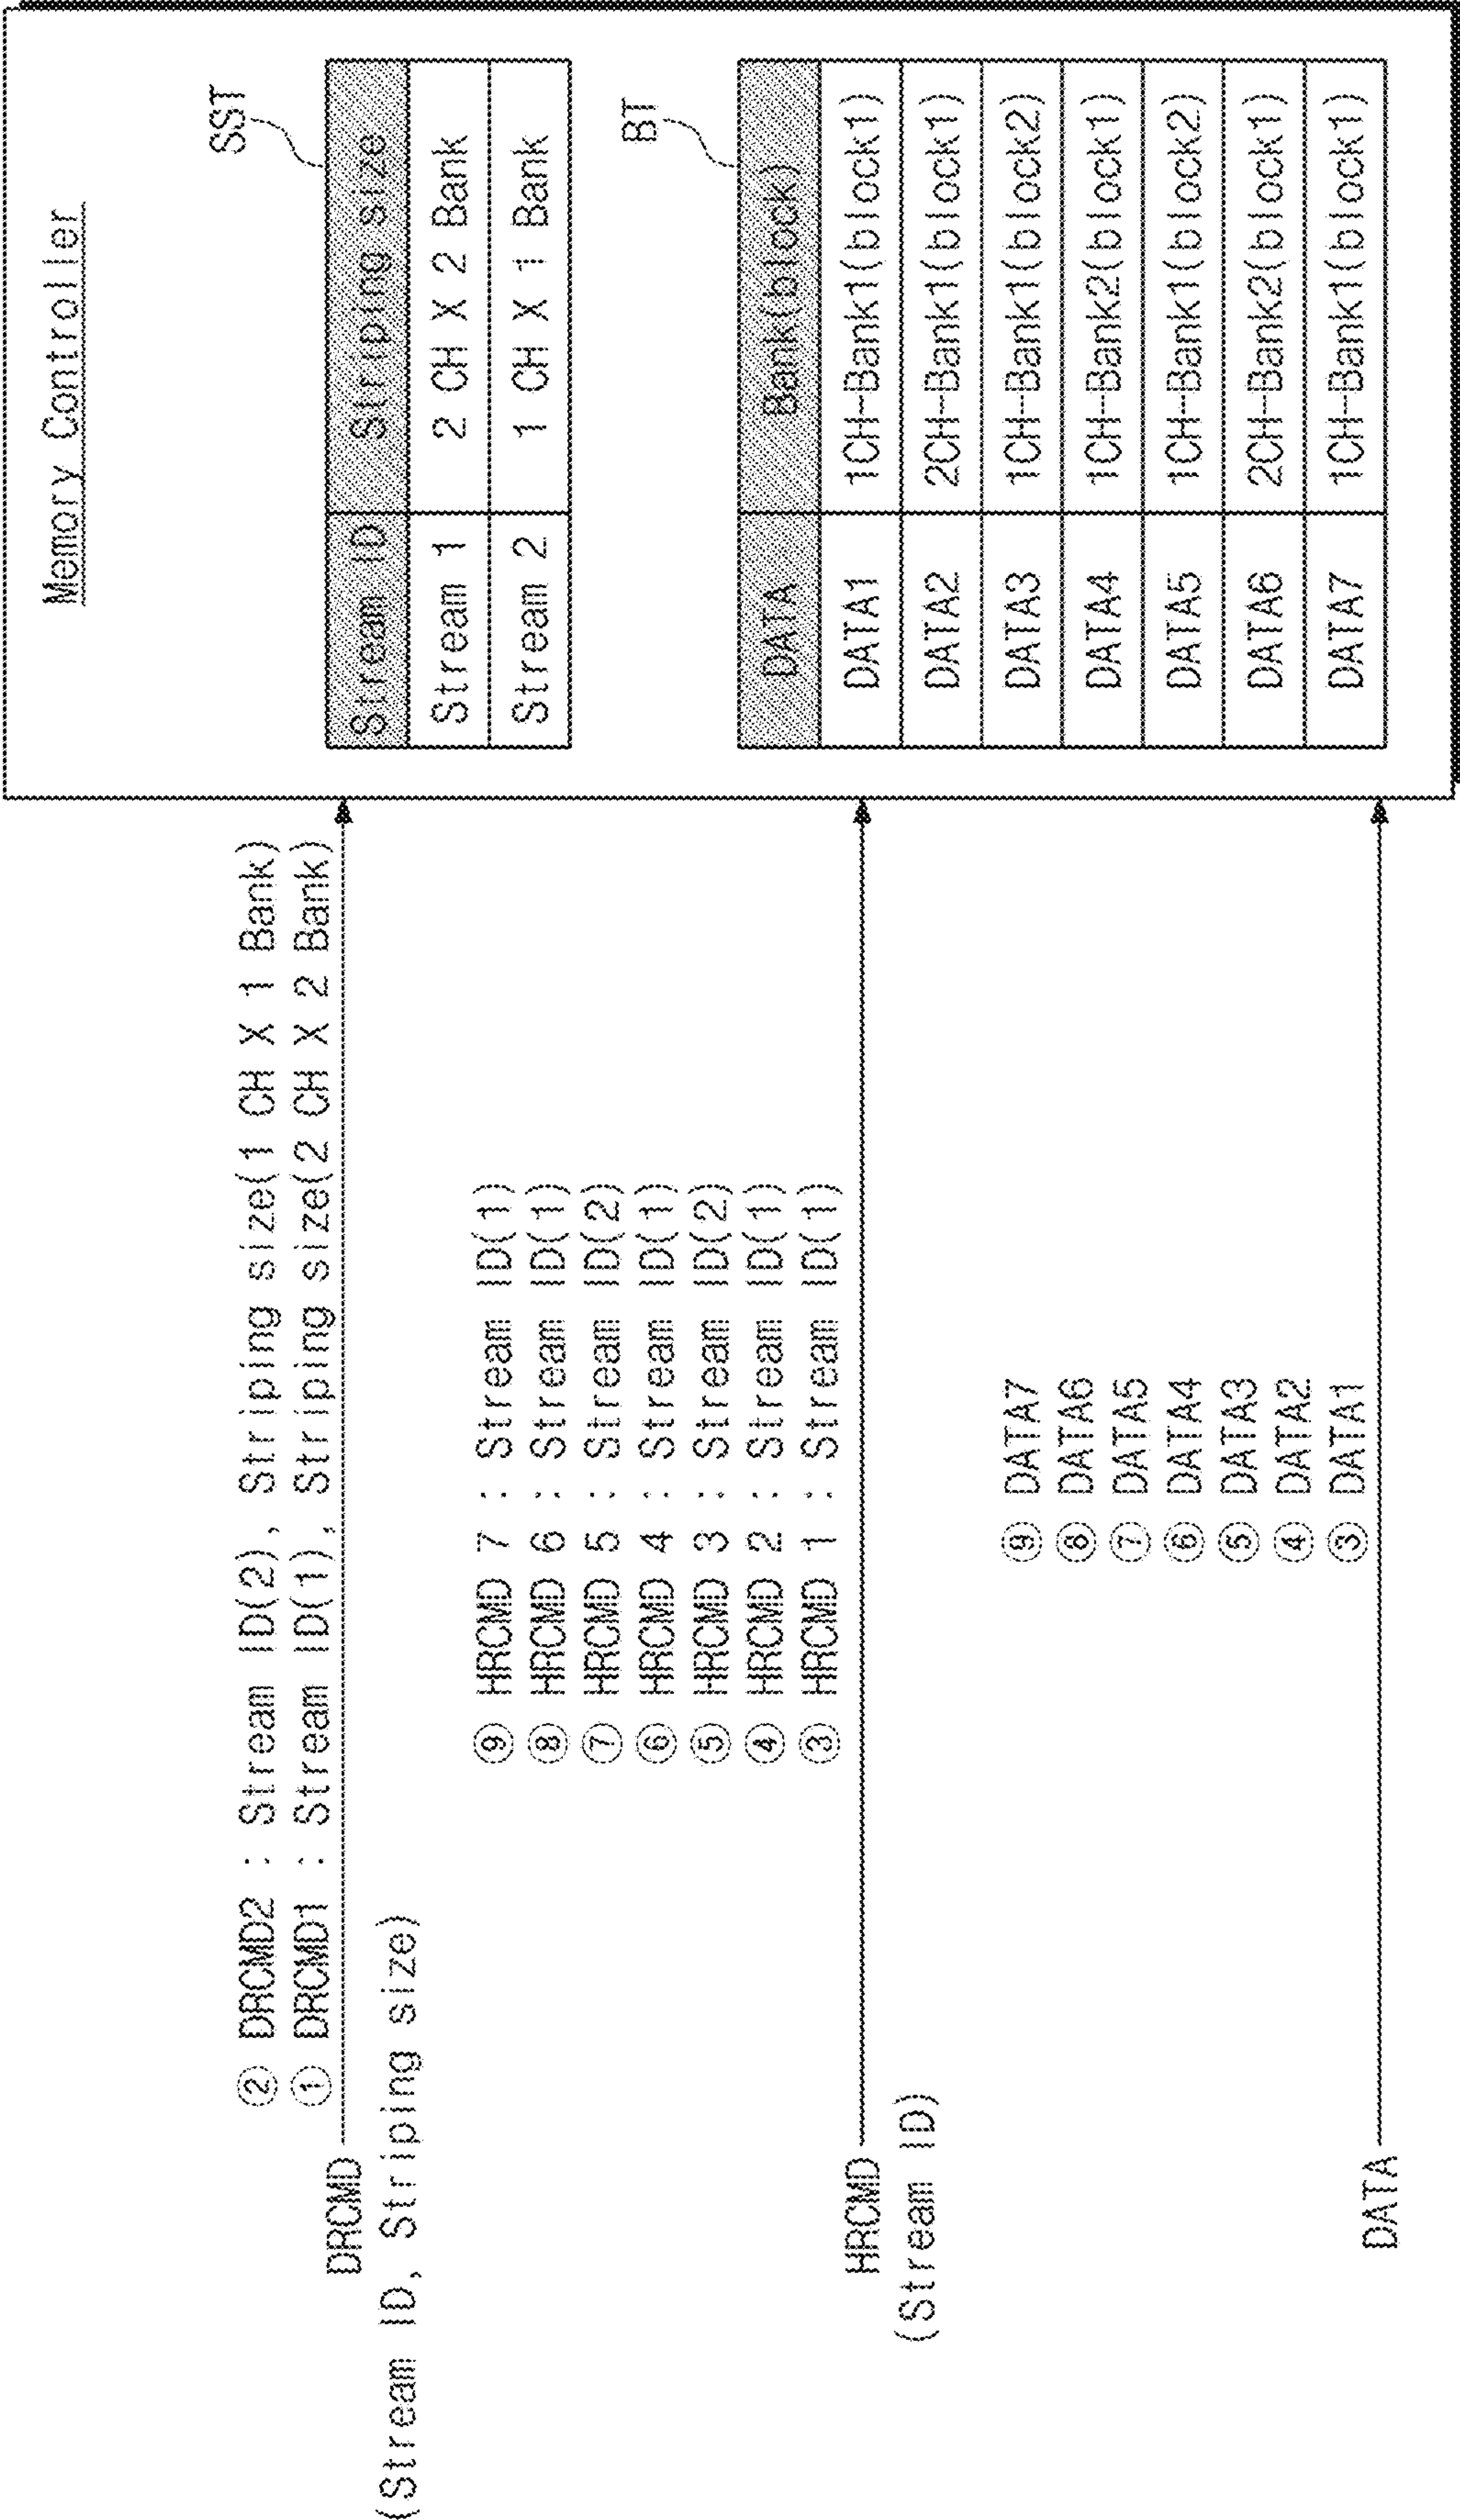 Memory Controller
SST
Stream ID Striping size
Stream 1 2 CH X 2 Bank
Stream 2 1 CH X 1 Bank
BT
DATA Bank(block)
DATA1 1CH-Bank1(block1)
DATA2 2CH-Bank1(block1)
DATA3 1CH-Bank1(block2)
DATA4 1CH-Bank2(block1)
DATA5 1CH-Bank1(block2)
DATA6 2CH-Bank2(block1)
DATA7 1CH-Bank1(block1)
② DRCMD2 : Stream ID(2), Striping size(1 CH X 1 Bank)
① DRCMD1 : Stream ID(1), Striping size(2 CH X 2 Bank)
DRCMD
(Stream ID, Striping size)
⑨ HRCMD 7 : Stream ID(1)
⑧ HRCMD 6 : Stream ID(1)
⑦ HRCMD 5 : Stream ID(2)
⑥ HRCMD 4 : Stream ID(1)
⑤ HRCMD 3 : Stream ID(2)
④ HRCMD 2 : Stream ID(1)
③ HRCMD 1 : Stream ID(1)
HRCMD
(Stream ID)
⑨ DATA7
⑧ DATA6
⑦ DATA5
⑥ DATA4
⑤ DATA3
④ DATA2
③ DATA1
DATA